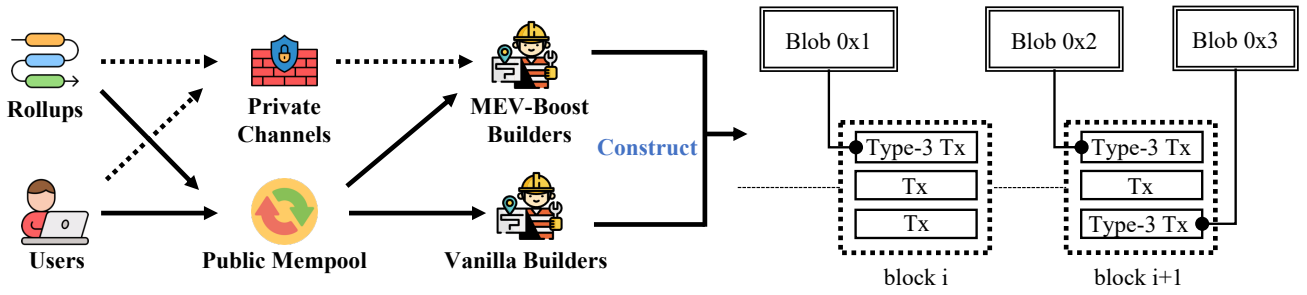 Rollups
Users
Private
Channels
Public Mempool
MEV-Boost
Builders
Vanilla Builders
Construct
Blob 0x1
Blob 0x2
Blob 0x3
Type-3 Tx
Tx
Tx
block i
Type-3 Tx
Tx
Type-3 Tx
block i+1